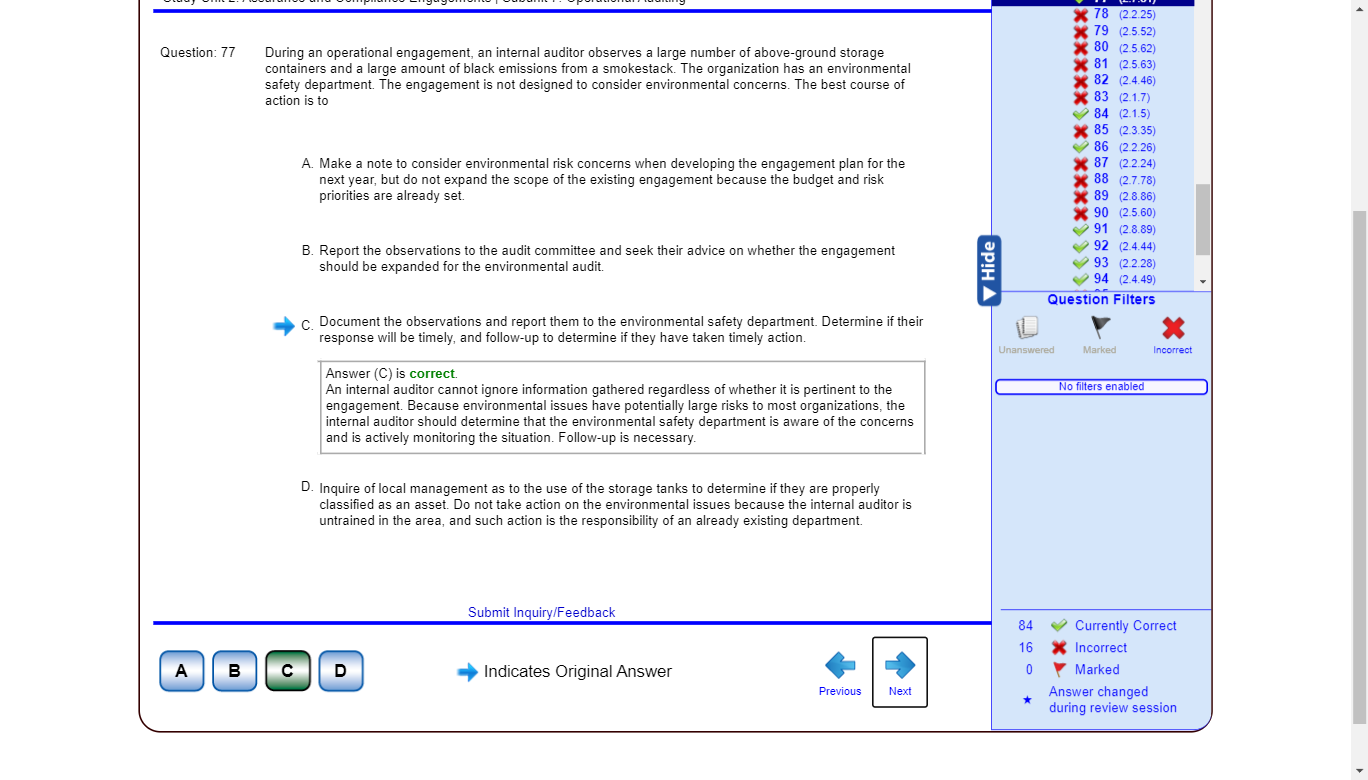 Study Unit 2: Assurance and Compliance Engagements | Subunit 7: Operational Auditing
Question: 77
During an operational engagement, an internal auditor observes a large number of above-ground storage
containers and a large amount of black emissions from a smokestack. The organization has an environmental
safety department. The engagement is not designed to consider environmental concerns. The best course of
action is to
A. Make a note to consider environmental risk concerns when developing the engagement plan for the
next year, but do not expand the scope of the existing engagement because the budget and risk
priorities are already set.
B. Report the observations to the audit committee and seek their advice on whether the engagement
should be expanded for the environmental audit.
C. Document the observations and report them to the environmental safety department. Determine if their
response will be timely, and follow-up to determine if they have taken timely action.
Answer (C) is correct.
An internal auditor cannot ignore information gathered regardless of whether it is pertinent to the
engagement. Because environmental issues have potentially large risks to most organizations, the
internal auditor should determine that the environmental safety department is aware of the concerns
and is actively monitoring the situation. Follow-up is necessary.
D. Inquire of local management as to the use of the storage tanks to determine if they are properly
classified as an asset. Do not take action on the environmental issues because the internal auditor is
untrained in the area, and such action is the responsibility of an already existing department.
Submit Inquiry/Feedback
A B C D
Indicates Original Answer
Previous
Next
77 (2.7.81)
78 (2.2.25)
79 (2.5.52)
80 (2.5.62)
81 (2.5.63)
82 (2.4.46)
83 (2.1.7)
84 (2.1.5)
85 (2.3.35)
86 (2.2.26)
87 (2.2.24)
88 (2.7.78)
89 (2.8.86)
90 (2.5.60)
91 (2.8.89)
92 (2.4.44)
93 (2.2.28)
94 (2.4.49)
Hide
Question Filters
Unanswered
Marked
Incorrect
No filters enabled
84 Currently Correct
16 Incorrect
0 Marked
Answer changed
during review session